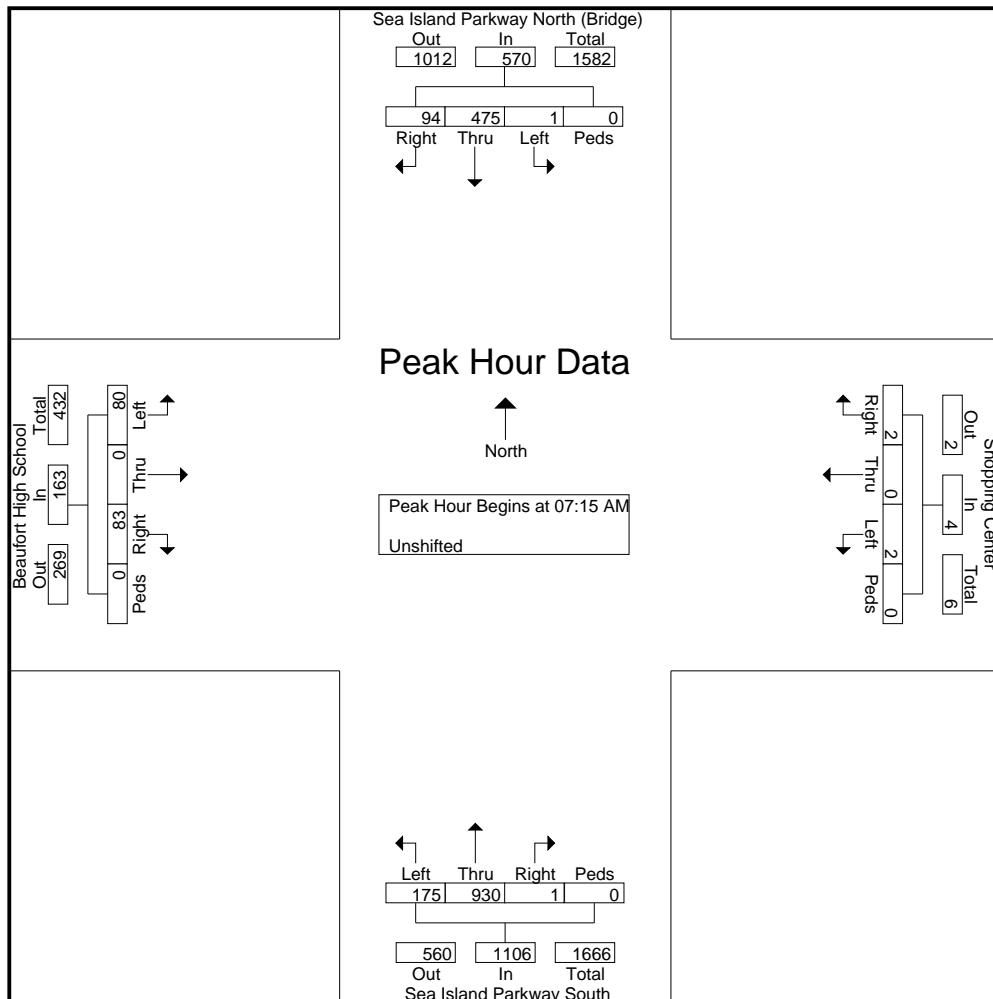 Sea Island Parkway North (Bridge)
Out In Total
1012 570 1582
94 475 1 0
Right Thru Left Peds
Peak Hour Data
North
Peak Hour Begins at 07:15 AM
Unshifted
Beaufort High School
Out In Total
269 163 432
80 0 83 0
Left Thru Right Peds
Shopping Center
Out In Total
2 4 6
2 0 2 0
Right Thru Left Peds
Left Thru Right Peds
175 930 1 0
560 1106 1666
Out In Total
Sea Island Parkway South